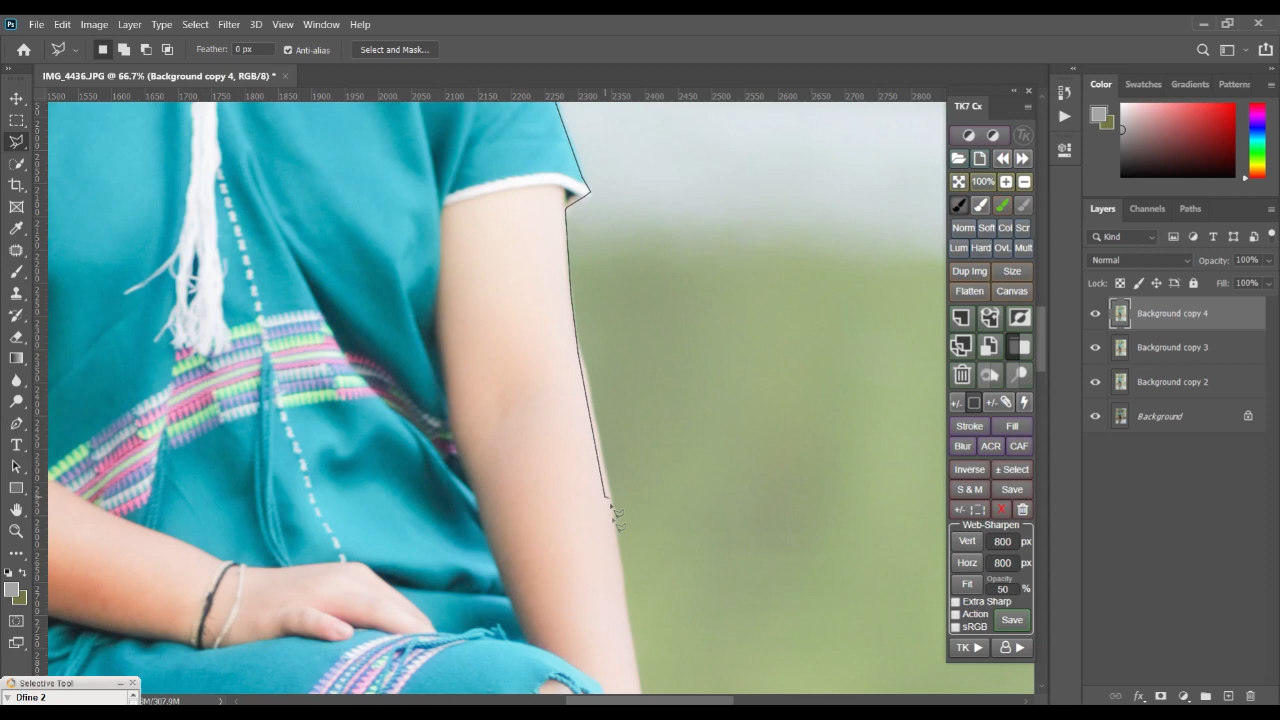 Ps File Edit Image Layer Type Select Filter 3D View Window Help
Feather: 0 px Anti-alias Select and Mask...
IMG_4436.JPG @ 66.7% (Background copy 4, RGB/8) *
1500 1550 1600 1650 1700 1750 1800 1850 1900 1950 2000 2050 2100 2150 2200 2250 2300 2350 2400 2450 2500 2550 2600 2650 2700 2750 2800
TK7 Cx
TK
100%
Norm Soft Col Scr
Lum Hard OvL Mult
Dup Img Size
Flatten Canvas
+/- +/-
Stroke Fill
Blur ACR CAF
Inverse ± Select
S & M Save
+/- X
Web-Sharpen
Vert 800 px
Horz 800 px
Fit Opacity 50 %
Extra Sharp
Action
sRGB
Save
TK
Color Swatches Gradients Patterns
Layers Channels Paths
Kind
Normal Opacity: 100%
Lock: Fill: 100%
Background copy 4
Background copy 3
Background copy 2
Background
fx
Selective Tool
Dfine 2
M/307.9M